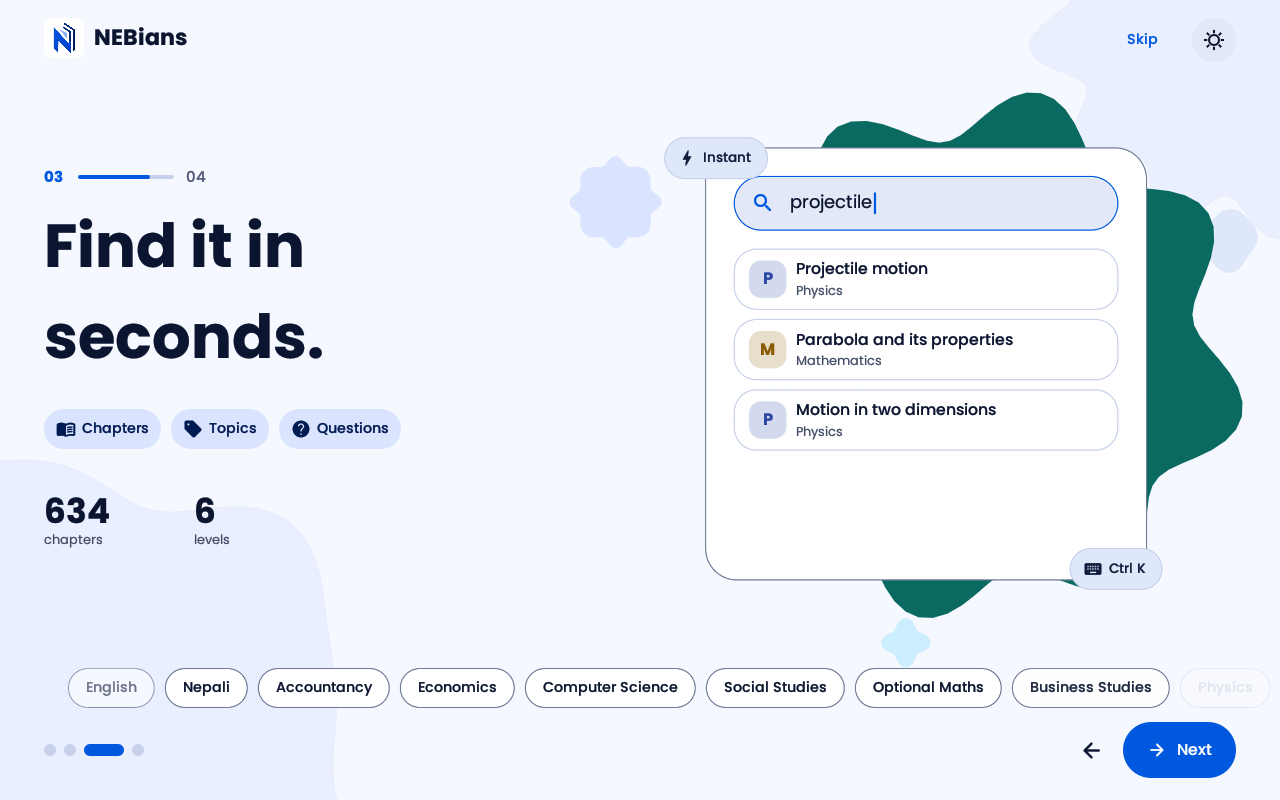 NEBians
Skip
03
04
Find it in
seconds.
Chapters
Topics
Questions
634
chapters
6
levels
Instant
projectile
P
Projectile motion
Physics
M
Parabola and its properties
Mathematics
P
Motion in two dimensions
Physics
Ctrl K
English
Nepali
Accountancy
Economics
Computer Science
Social Studies
Optional Maths
Business Studies
Physics
Next